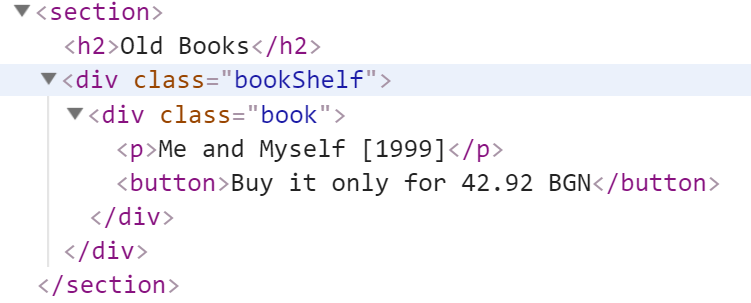 ▼<section>
<h2>Old Books</h2>
▼<div class="bookShelf">
▼<div class="book">
<p>Me and Myself [1999]</p>
<button>Buy it only for 42.92 BGN</button>
</div>
</div>
</section>